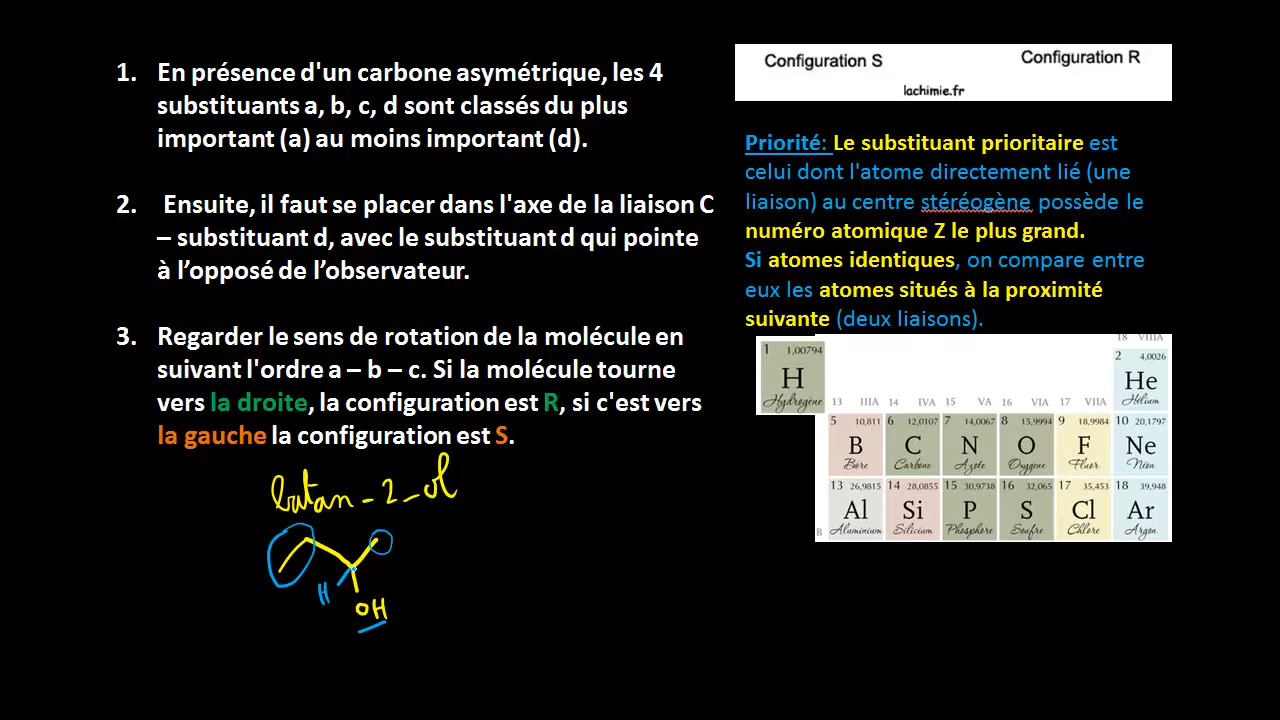 1. En présence d'un carbone asymétrique, les 4
substituants a, b, c, d sont classés du plus
important (a) au moins important (d).
2. Ensuite, il faut se placer dans l'axe de la liaison C
– substituant d, avec le substituant d qui pointe
à l’opposé de l’observateur.
3. Regarder le sens de rotation de la molécule en
suivant l'ordre a – b – c. Si la molécule tourne
vers la droite, la configuration est R, si c'est vers
la gauche la configuration est S.
butan - 2 - ol
H
OH
Configuration S
Configuration R
lachimie.fr
Priorité: Le substituant prioritaire est
celui dont l'atome directement lié (une
liaison) au centre stéréogène possède le
numéro atomique Z le plus grand.
Si atomes identiques, on compare entre
eux les atomes situés à la proximité
suivante (deux liaisons).
18 VIIIA
1 1,00794
H
Hydrogène
2 4,0026
He
Hélium
13 IIIA 14 IVA 15 VA 16 VIA 17 VIIA
5 10,811 6 12,0107 7 14,0067 8 15,9994 9 18,9984 10 20,1797
B C N O F Ne
Bore Carbone Azote Oxygène Fluor Néon
13 26,9815 14 28,0855 15 30,9738 16 32,065 17 35,453 18 39,948
Al Si P S Cl Ar
B Aluminium Silicium Phosphore Soufre Chlore Argon